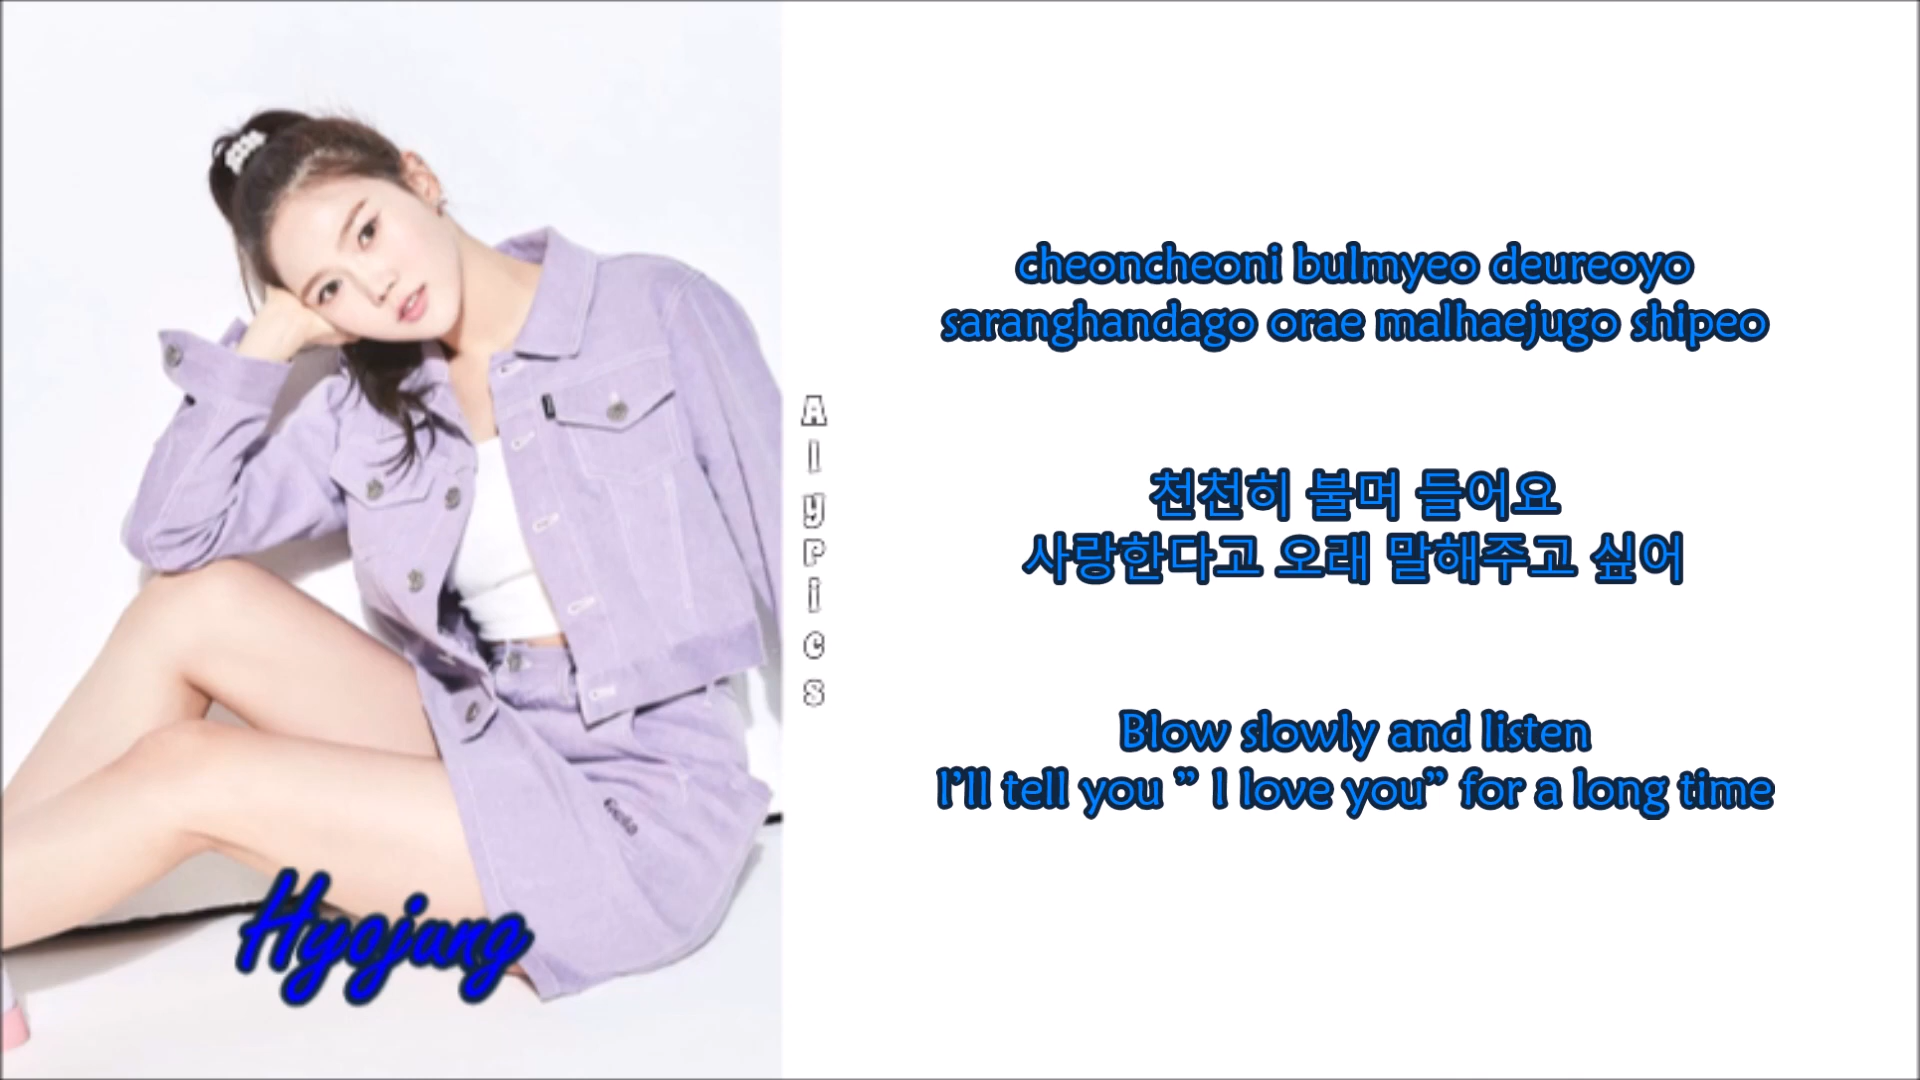 cheoncheoni bulmyeo deureoyo
saranghandago orae malhaejugo shipeo
천천히 불며 들어요
사랑한다고 오래 말해주고 싶어
Blow slowly and listen
I'll tell you ” I love you” for a long time
Alypics
Hyojung